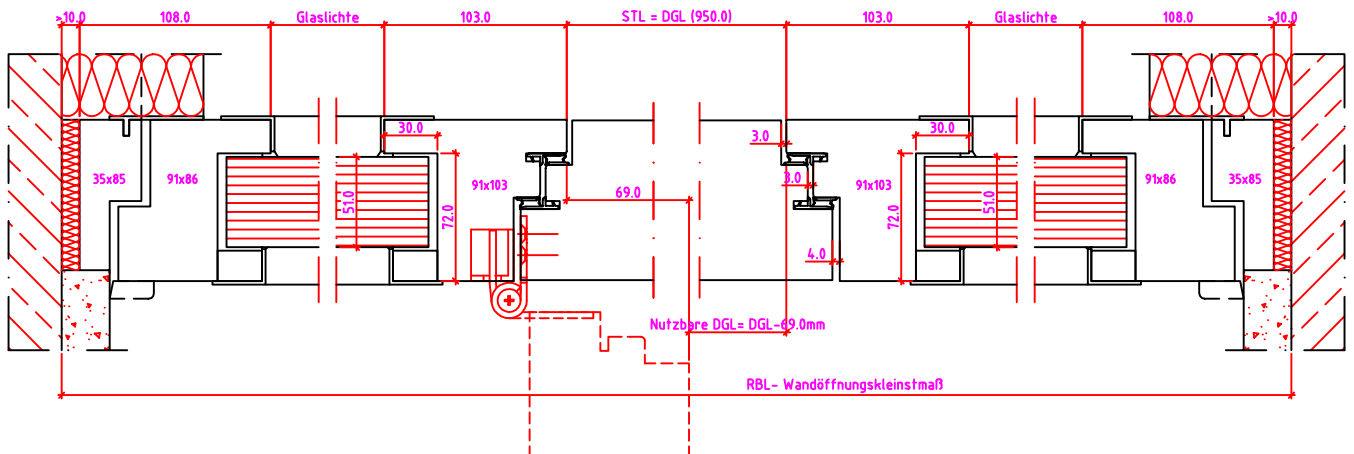 >10.0 108.0 Glaslichte 103.0 STL = DGL (950.0) 103.0 Glaslichte 108.0 >10.0
30.0 3.0 30.0
35x85 91x86 51.0 72.0 91x103 69.0 3.0 91x103 72.0 51.0 91x86 35x85
4.0
Nutzbare DGL= DGL-69.0mm
RBL- Wandöffnungskleinstmaß